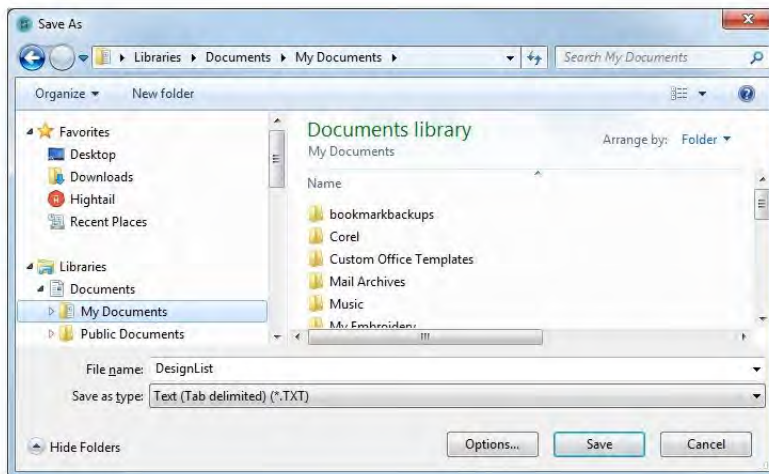 Save As
Libraries Documents My Documents
Search My Documents
Organize New folder
Favorites
Desktop
Downloads
Hightail
Recent Places
Libraries
Documents
My Documents
Public Documents
Documents library
My Documents
Arrange by: Folder
Name
bookmarkbackups
Corel
Custom Office Templates
Mail Archives
Music
My Embroidery
File name: DesignList
Save as type: Text (Tab delimited) (*.TXT)
Hide Folders
Options...
Save
Cancel